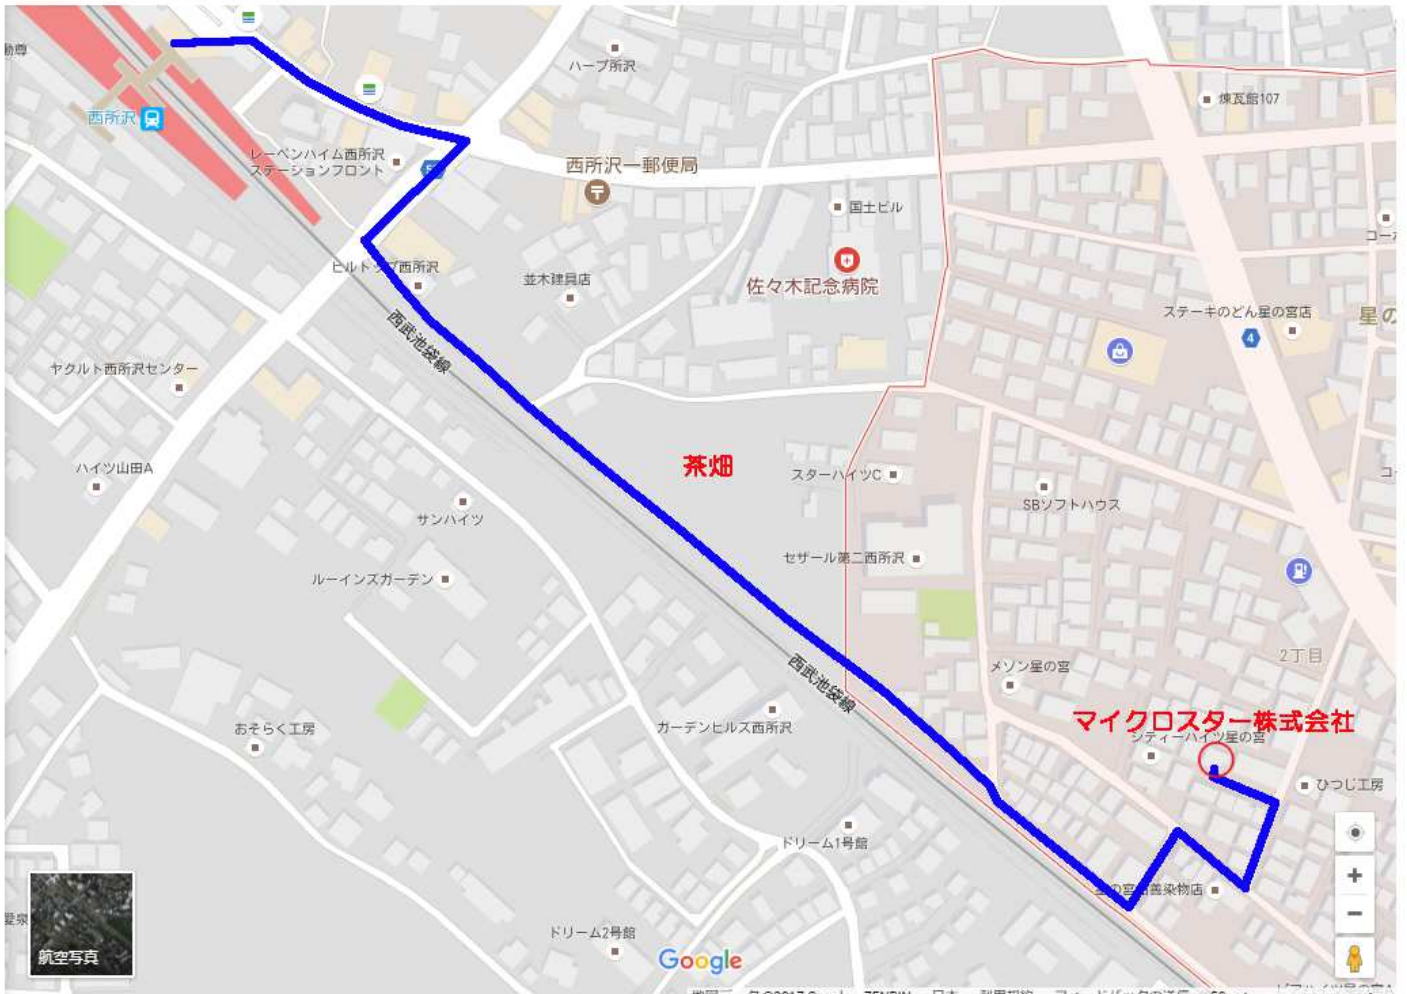 ハーブ所沢
煉瓦館107
西所沢
レーベンハイム西所沢
ステーションフロント
西所沢一郵便局
国土ビル
ヒルトップ西所沢
並木建具店
佐々木記念病院
ステーキのどん星の宮店
星の
4
西武池袋線
ヤクルト西所沢センター
茶畑
ハイツ山田A
スターハイツC
サンハイツ
SBソフトハウス
セザール第二西所沢
ルーインズガーデン
2丁目
メゾン星の宮
西武池袋線
ガーデンヒルズ西所沢
おそらく工房
マイクロスター株式会社
シティーハイツ星の宮
ひつじ工房
ドリーム1号館
善染物店
ドリーム2号館
航空写真
Google